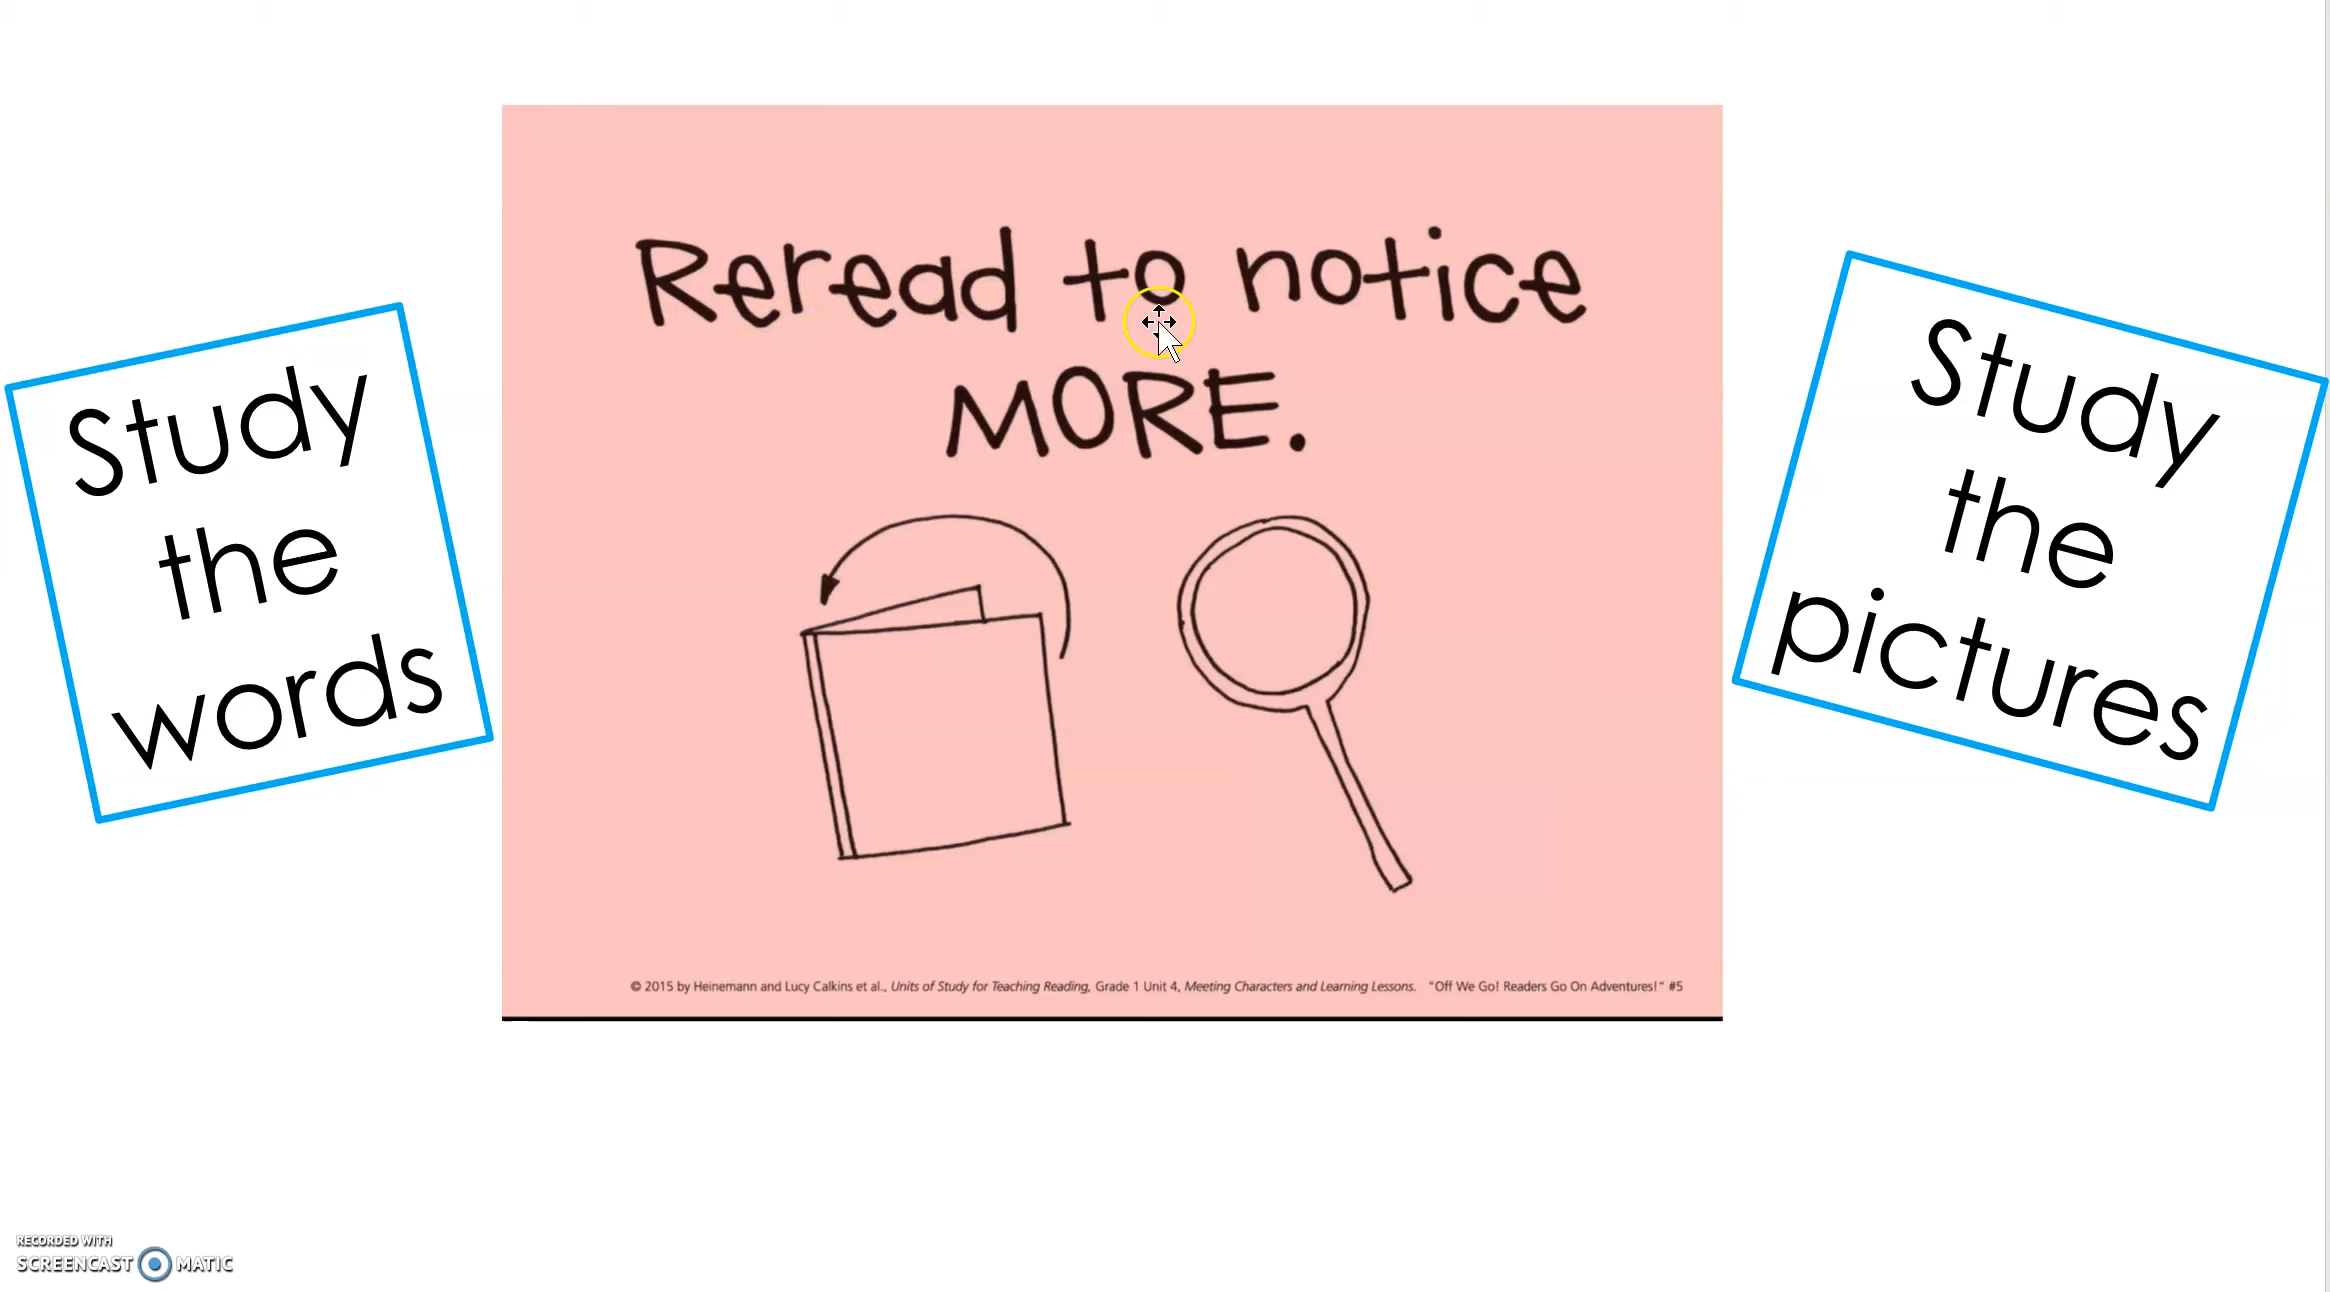 Study
the
words
Reread to notice
MORE.
Study
the
pictures
© 2015 by Heinemann and Lucy Calkins et al., Units of Study for Teaching Reading, Grade 1 Unit 4, Meeting Characters and Learning Lessons. "Off We Go! Readers Go On Adventures!" #5
RECORDED WITH
SCREENCAST MATIC